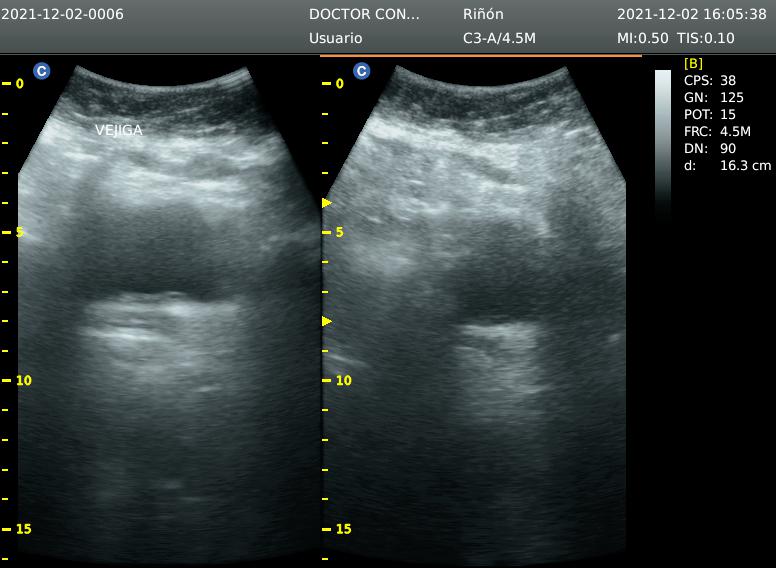 2021-12-02-0006 DOCTOR CON... Riñón 2021-12-02 16:05:38
Usuario C3-A/4.5M MI:0.50 TIS:0.10
C
C
[B]
CPS: 38
GN: 125
POT: 15
FRC: 4.5M
DN: 90
d: 16.3 cm
VEJIGA
0
5
10
15
0
5
10
15